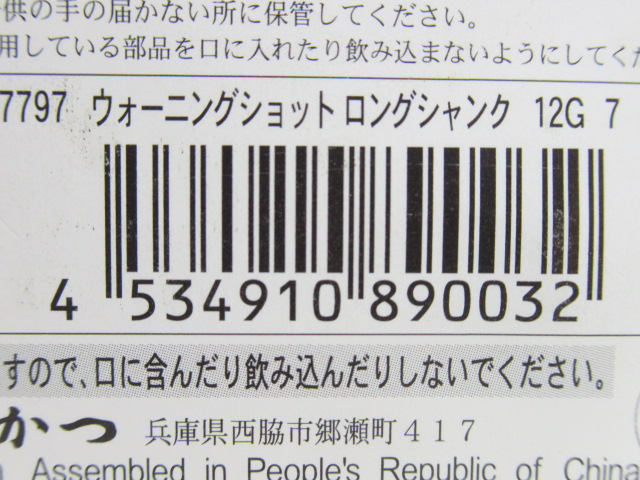 供の手の届かない所に保管してください。
用している部品を口に入れたり飲み込まないようにしてくだ
7797 ウォーニングショット ロングシャンク 12G 7
4 534910 890032
すので、口に含んだり飲み込んだりしないでください。
かつ 兵庫県西脇市郷瀬町４１７
Assembled in People's Republic of China